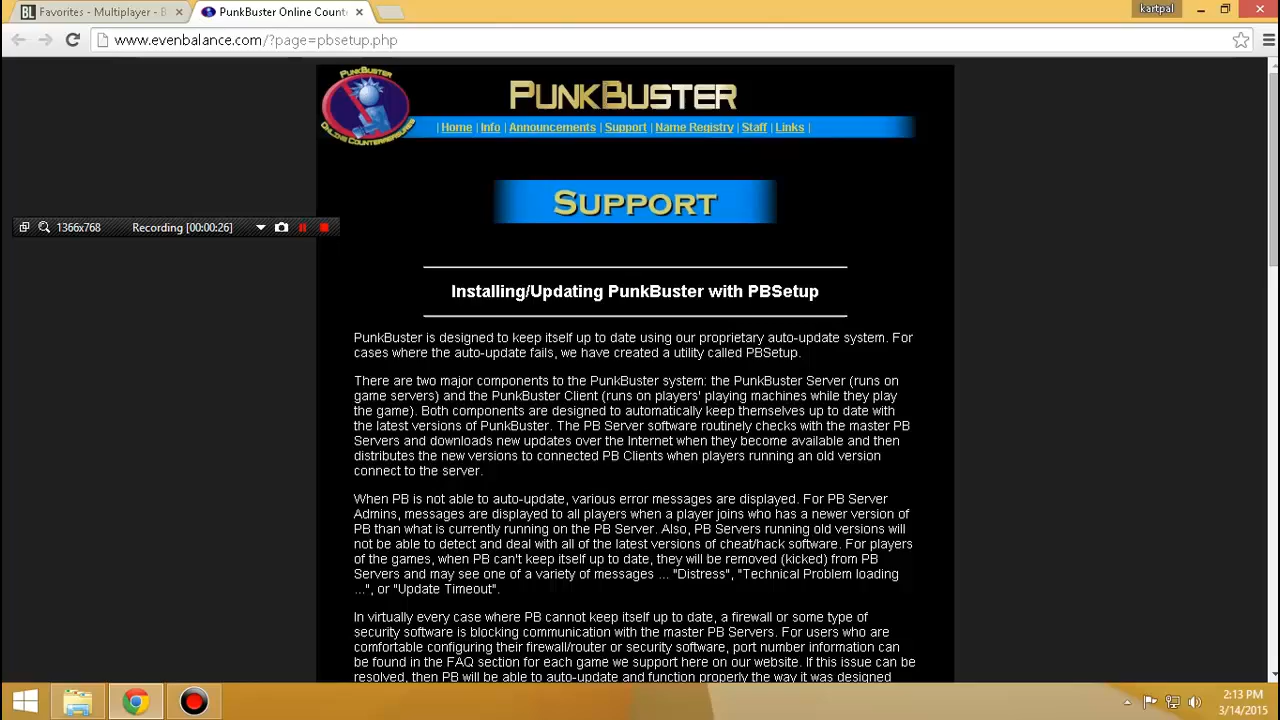 BL Favorites - Multiplayer - B
PunkBuster Online Count
kartpal
www.evenbalance.com/?page=pbsetup.php
PUNKBUSTER
ONLINE COUNTERMEASURES
PUNKBUSTER
| Home | Info | Announcements | Support | Name Registry | Staff | Links |
SUPPORT
1366x768 Recording [00:00:26]
Installing/Updating PunkBuster with PBSetup
PunkBuster is designed to keep itself up to date using our proprietary auto-update system. For
cases where the auto-update fails, we have created a utility called PBSetup.
There are two major components to the PunkBuster system: the PunkBuster Server (runs on
game servers) and the PunkBuster Client (runs on players' playing machines while they play
the game). Both components are designed to automatically keep themselves up to date with
the latest versions of PunkBuster. The PB Server software routinely checks with the master PB
Servers and downloads new updates over the Internet when they become available and then
distributes the new versions to connected PB Clients when players running an old version
connect to the server.
When PB is not able to auto-update, various error messages are displayed. For PB Server
Admins, messages are displayed to all players when a player joins who has a newer version of
PB than what is currently running on the PB Server. Also, PB Servers running old versions will
not be able to detect and deal with all of the latest versions of cheat/hack software. For players
of the games, when PB can't keep itself up to date, they will be removed (kicked) from PB
Servers and may see one of a variety of messages ... "Distress", "Technical Problem loading
...", or "Update Timeout".
In virtually every case where PB cannot keep itself up to date, a firewall or some type of
security software is blocking communication with the master PB Servers. For users who are
comfortable configuring their firewall/router or security software, port number information can
be found in the FAQ section for each game we support here on our website. If this issue can be
resolved, then PB will be able to auto-update and function properly the way it was designed
2:13 PM
3/14/2015